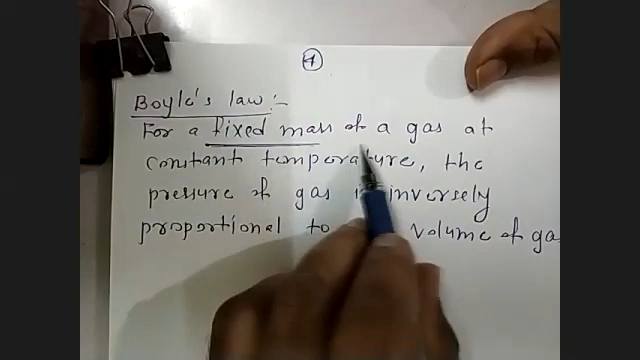 1
Boyle's law :-
For a fixed mass of a gas at
constant temperature, the
pressure of gas inversely
proportional to volume of gas